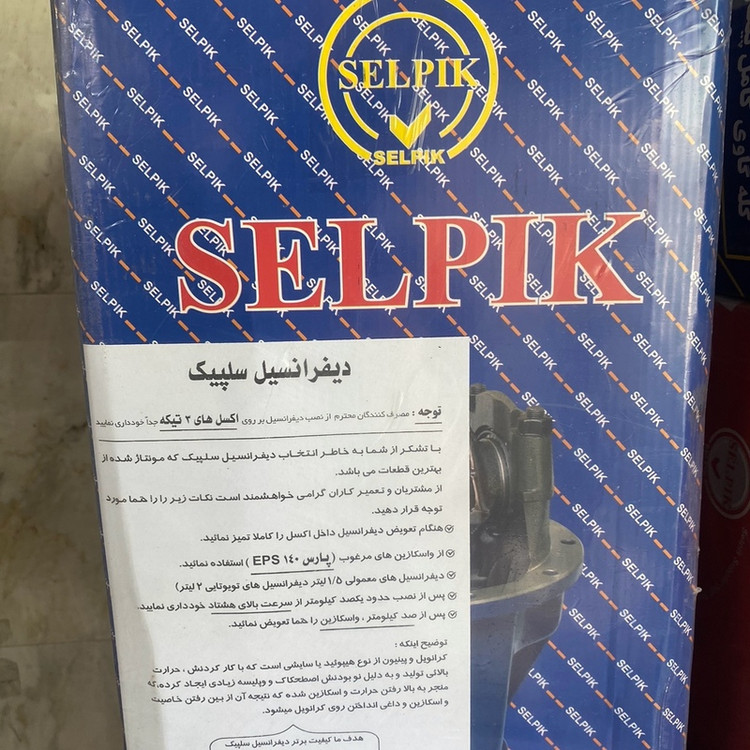 SELPIK
SELPIK
SELPIK
دیفرانسیل سلپیک
توجه : مصرف کنندگان محترم از نصب دیفرانسیل بر روی اکسل های ۲ تیکه جداً خودداری نمایید
با تشکر از شما به خاطر انتخاب دیفرانسیل سلپیک که مونتاژ شده از
بهترین قطعات می باشد.
از مشتریان و تعمیر کاران گرامی خواهشمند است نکات زیر را را هما مورد
توجه قرار دهید.
هنگام تعویض دیفرانسیل داخل اکسل را کاملا تمیز نمائید.
از واسکازین های مرغوب ( پارس ۱۴۰ EPS ) استفاده نمائید.
دیفرانسیل های معمولی ۱/۵ لیتر دیفرانسیل های تویوتایی ۲ لیتر)
پس از نصب حدود یکصد کیلومتر از سرعت بالای هشتاد خودداری نمایید.
پس از صد کیلومتر ، واسکازین را هما تعویض نمائید.
توضیح اینکه :
کرانویل و پینیون از نوع هیپوئید یا سایشی است که با کار کردنش ، حرارت
بالائی تولید و به دلیل نو بودنش اصطحکاک و وپلیسه زیادی ایجاد کرده،که
منجر به بالا رفتن حرارت و اسکازین شده که نتیجه آن از بین رفتن خاصیت
و اسکازین و داغی انداختن روی کرانویل میشود.
هدف ما کیفیت برتر دیفرانسیل سلپیک